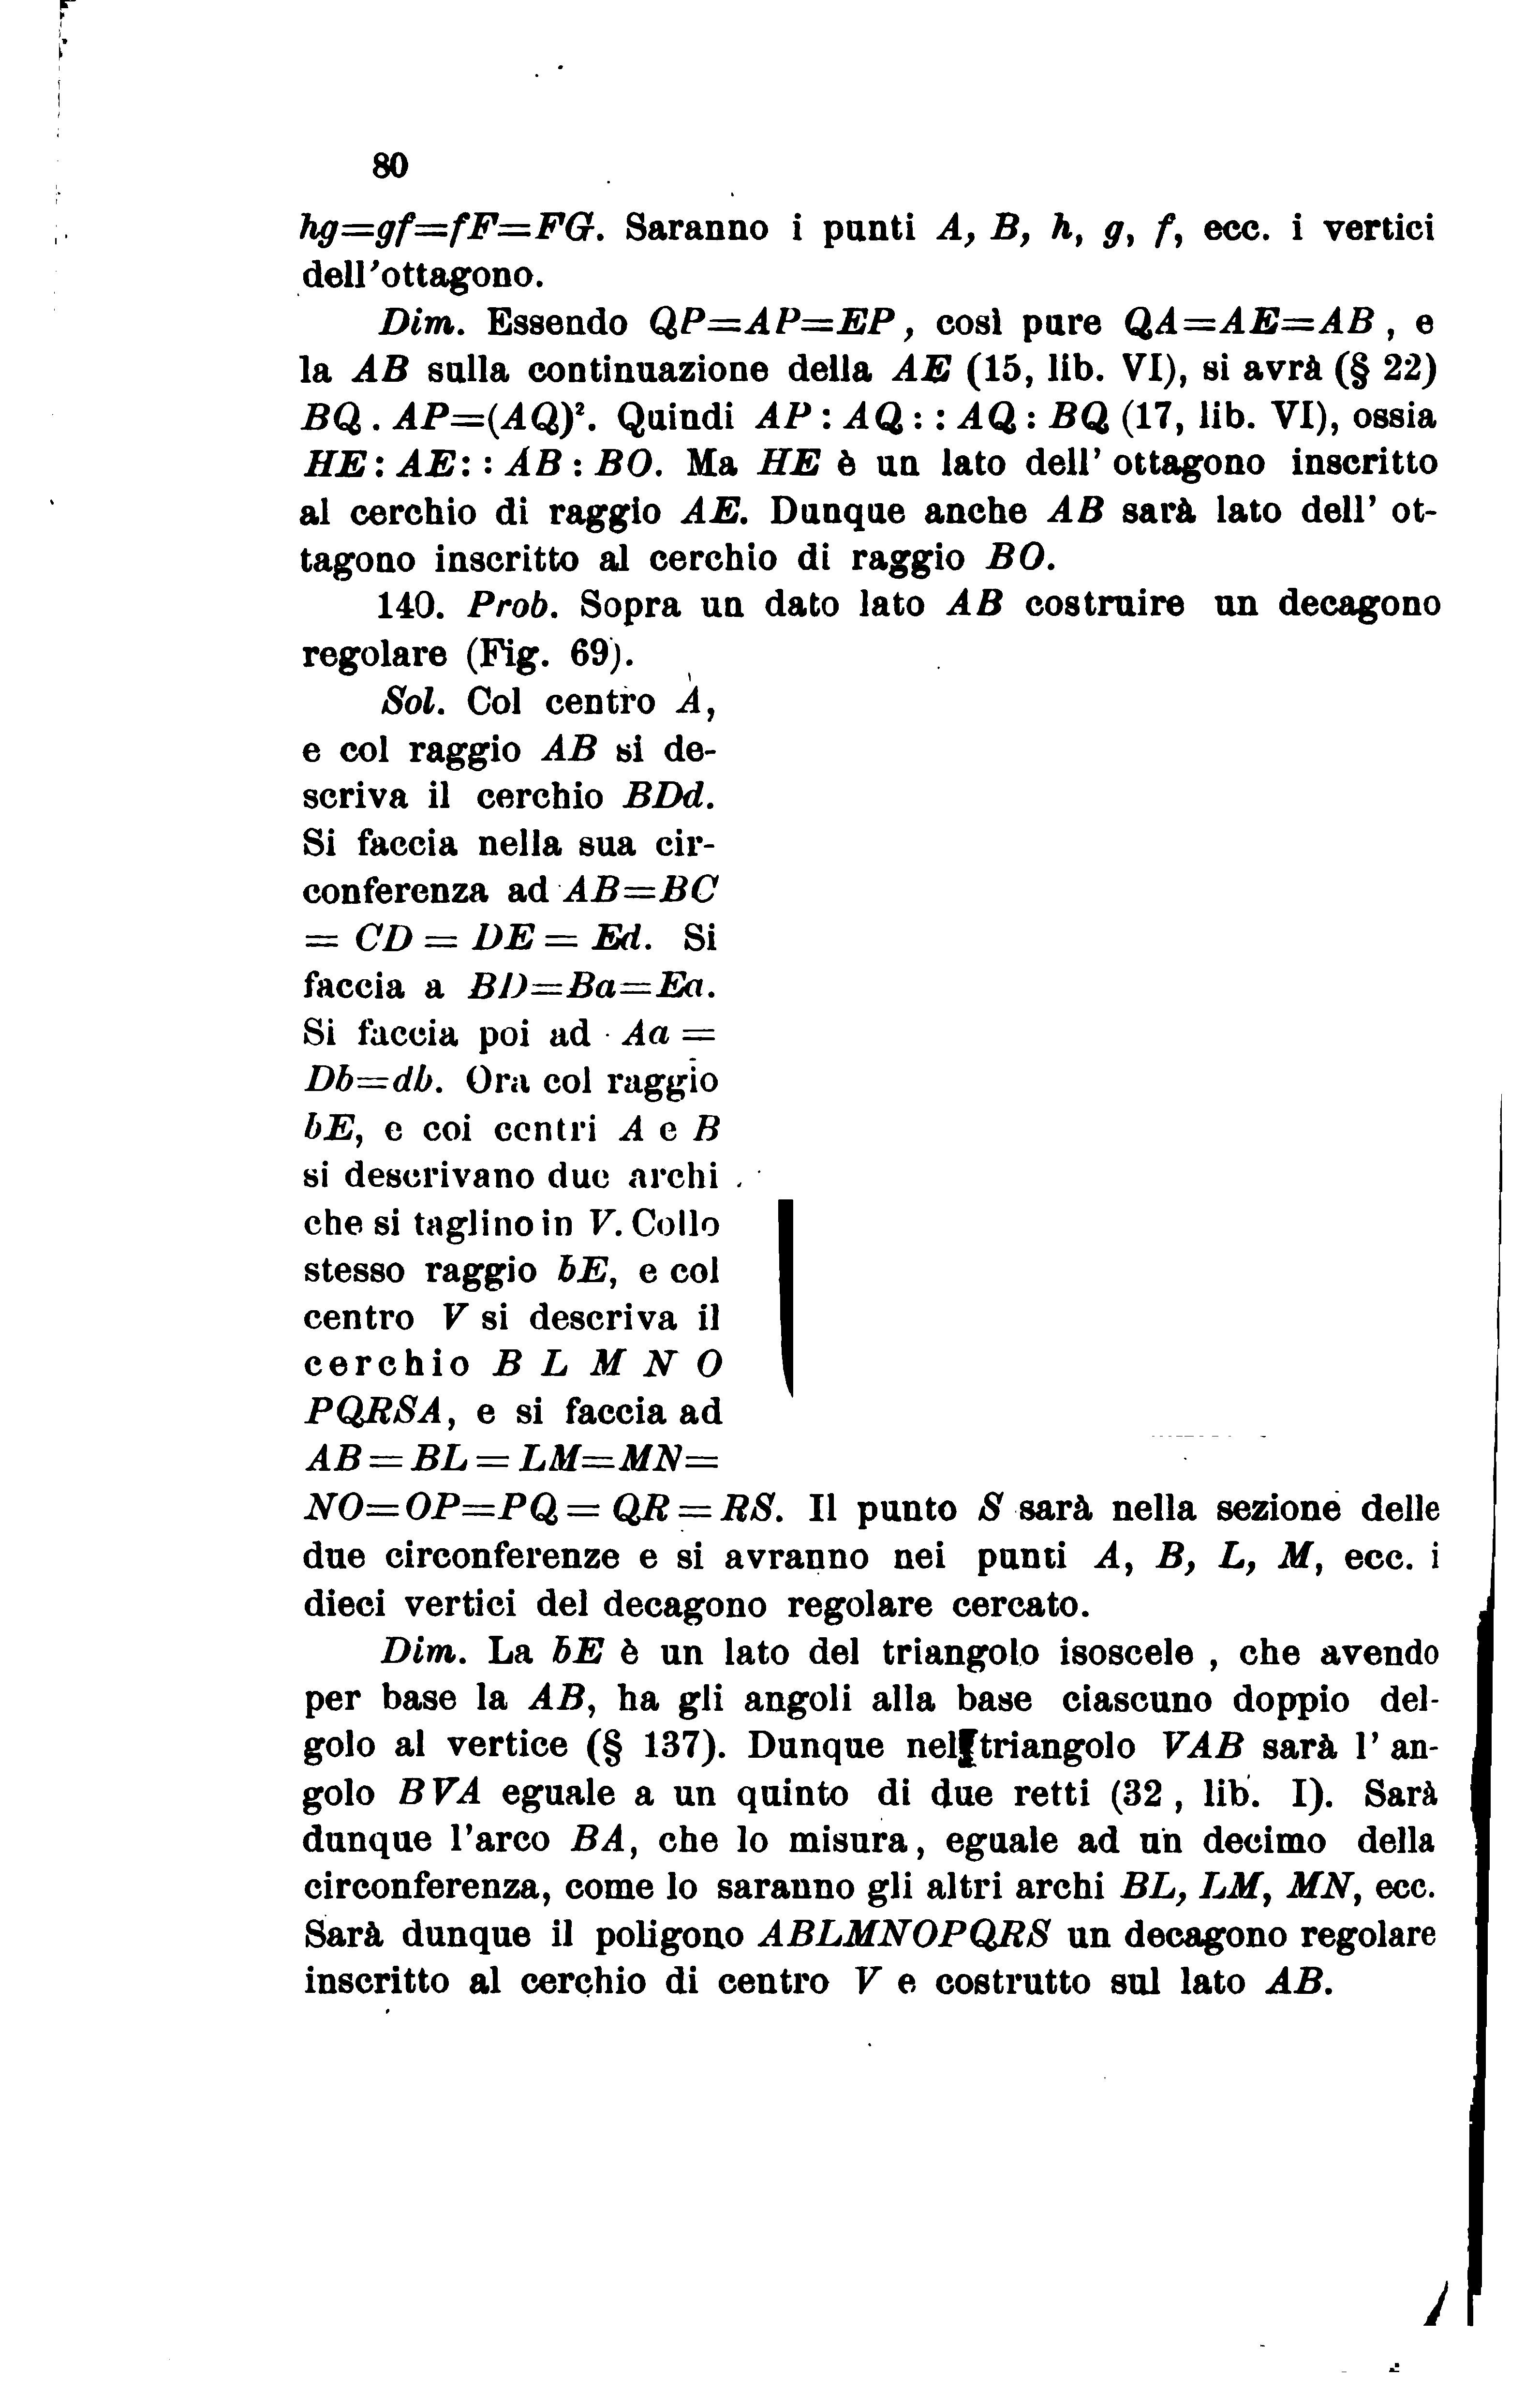 80
hg=gf=fF=FG. Saranno i punti A, B, h, g, f, ecc. i vertici
dell'ottagono.
Dim. Essendo QP=AP=EP, così pure QA=AE=AB, e
la AB sulla continuazione della AE (15, lib. VI), si avrà (§ 22)
BQ . AP=(AQ)². Quindi AP : AQ : : AQ : BQ (17, lib. VI), ossia
HE : AE : : AB : BO. Ma HE è un lato dell' ottagono inscritto
al cerchio di raggio AE. Dunque anche AB sarà lato dell' ot-
tagono inscritto al cerchio di raggio BO.
140. Prob. Sopra un dato lato AB costruire un decagono
regolare (Fig. 69).
Sol. Col centro A,
e col raggio AB si de-
scriva il cerchio BDd.
Si faccia nella sua cir-
conferenza ad AB=BC
= CD = DE = Ed. Si
faccia a BD=Ba=Ea.
Si faccia poi ad Aa =
Db=db. Ora col raggio
bE, e coi centri A e B
si descrivano due archi
che si taglino in V. Collo
stesso raggio bE, e col
centro V si descriva il
cerchio B L M N O
PQRSA, e si faccia ad
AB = BL = LM=MN=
NO=OP=PQ = QR = RS. Il punto S sarà nella sezione delle
due circonferenze e si avranno nei punti A, B, L, M, ecc. i
dieci vertici del decagono regolare cercato.
Dim. La bE è un lato del triangolo isoscele , che avendo
per base la AB, ha gli angoli alla base ciascuno doppio del-
golo al vertice (§ 137). Dunque nel triangolo VAB sarà l' an-
golo BVA eguale a un quinto di due retti (32 , lib. I). Sarà
dunque l'arco BA, che lo misura, eguale ad un decimo della
circonferenza, come lo saranno gli altri archi BL, LM, MN, ecc.
Sarà dunque il poligono ABLMNOPQRS un decagono regolare
inscritto al cerchio di centro V e costrutto sul lato AB.